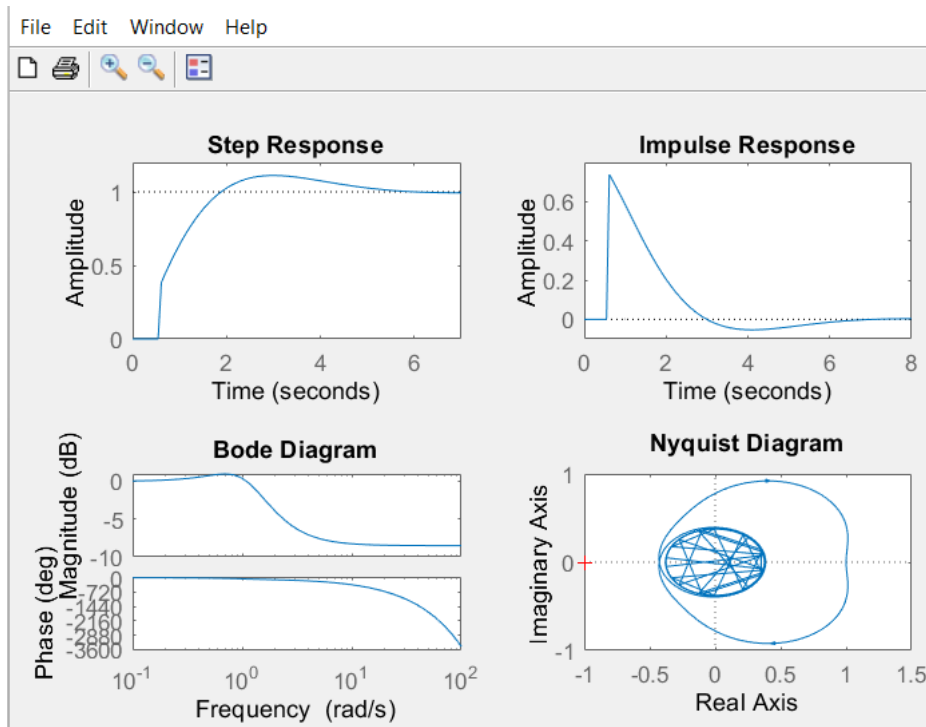 File Edit Window Help
Step Response
Amplitude
1
0.5
0
0 2 4 6
Time (seconds)
Impulse Response
Amplitude
0.6
0.4
0.2
0
0 2 4 6 8
Time (seconds)
Bode Diagram
Magnitude (dB)
0
-5
-10
Phase (deg)
0
-720
-1440
-2160
-2880
-3600
10^-1 10^0 10^1 10^2
Frequency (rad/s)
Nyquist Diagram
Imaginary Axis
1
0
-1
-1 -0.5 0 0.5 1 1.5
Real Axis